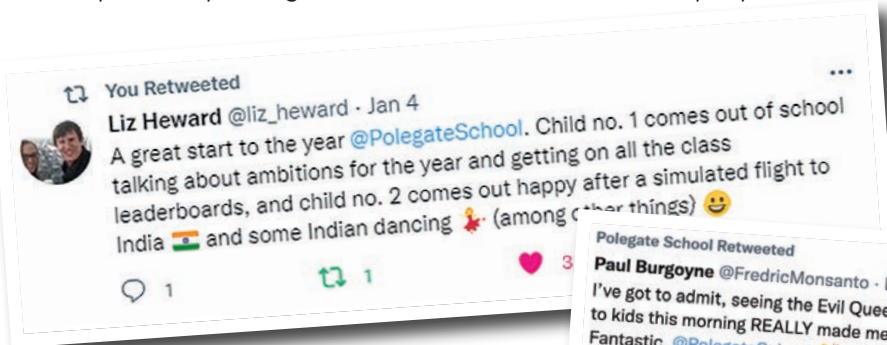 You Retweeted
Liz Heward @liz_heward · Jan 4
A great start to the year @PolegateSchool. Child no. 1 comes out of school
talking about ambitions for the year and getting on all the class
leaderboards, and child no. 2 comes out happy after a simulated flight to
India 🇮🇳 and some Indian dancing 💃 (among other things) 😀
1
1
3
Polegate School Retweeted
Paul Burgoyne @FredricMonsanto ·
I've got to admit, seeing the Evil
to kids this morning REALLY made me
Fantastic.